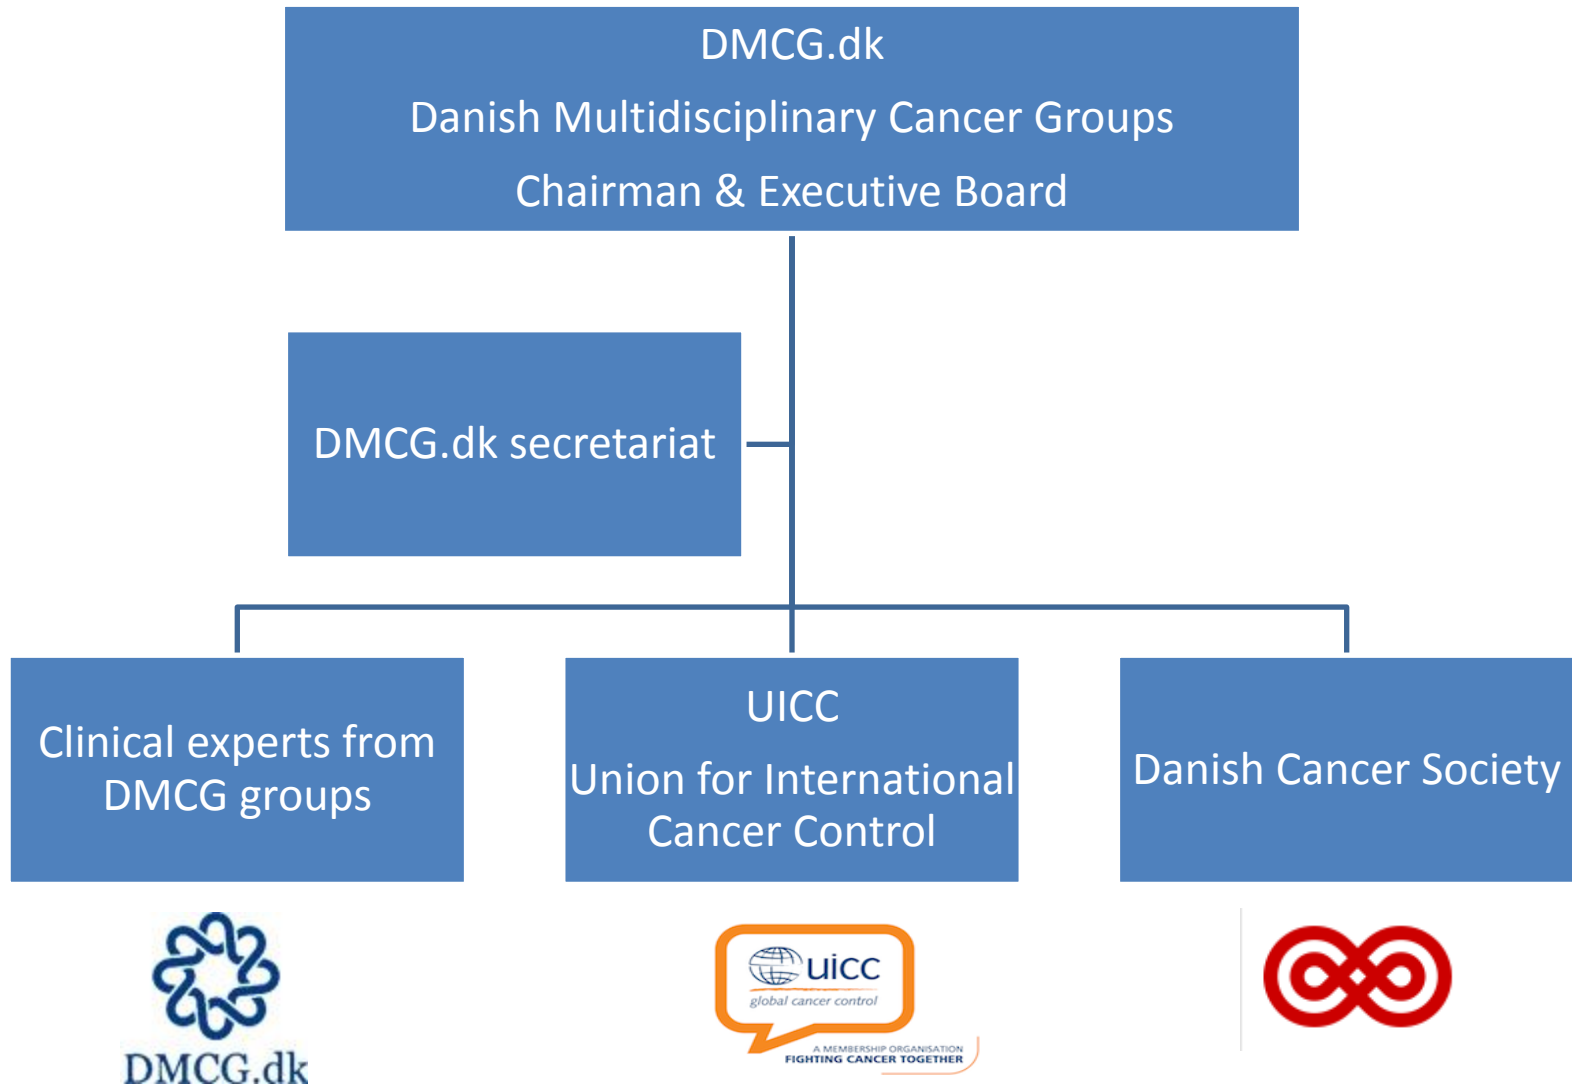 DMCG.dk
Danish Multidisciplinary Cancer Groups
Chairman & Executive Board
DMCG.dk secretariat
Clinical experts from
DMCG groups
UICC
Union for International
Cancer Control
Danish Cancer Society
DMCG.dk
uicc
global cancer control
A MEMBERSHIP ORGANISATION
FIGHTING CANCER TOGETHER